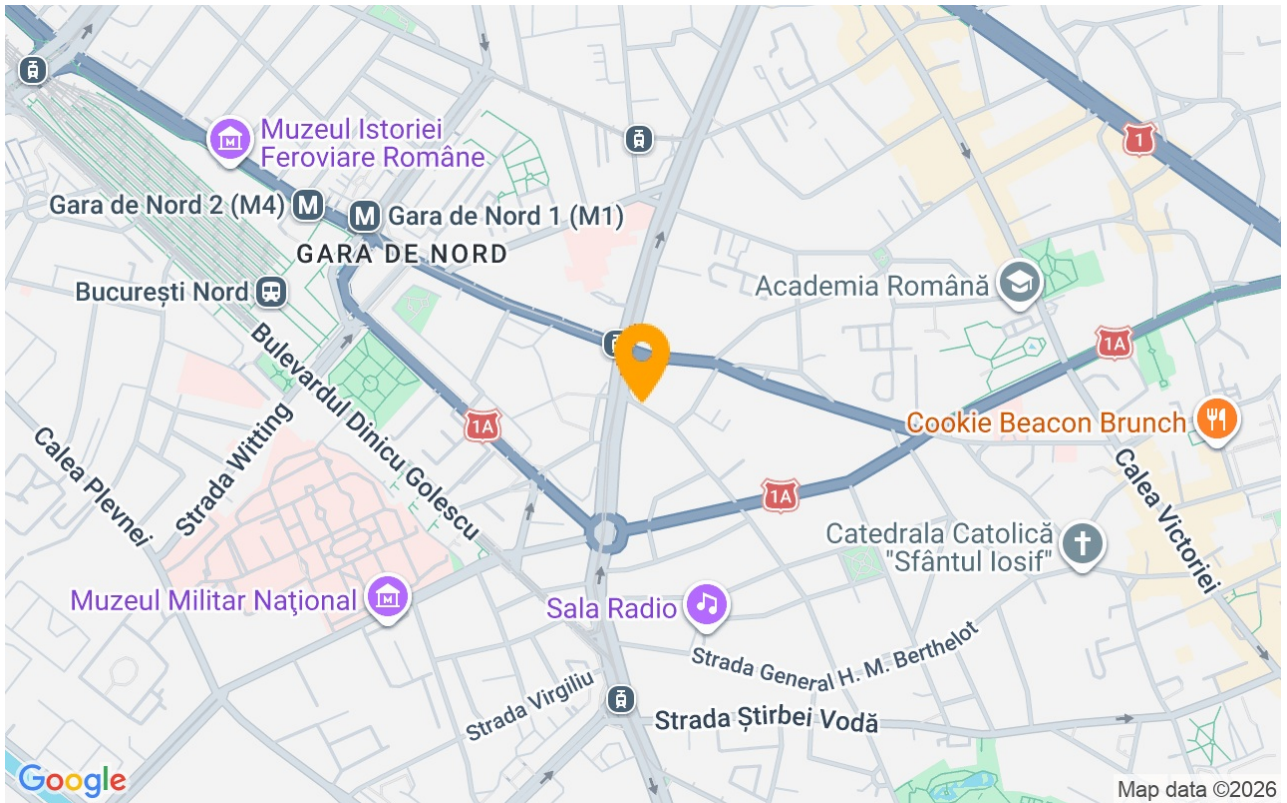 1
Muzeul Istoriei
Feroviare Române
Gara de Nord 2 (M4)
Gara de Nord 1 (M1)
GARA DE NORD
București Nord
Academia Română
1A
Bulevardul Dinicu Golescu
1A
Cookie Beacon Brunch
Strada Witting
Calea Plevnei
Calea Victoriei
1A
Catedrala Catolică
"Sfântul Iosif"
Muzeul Militar Naţional
Sala Radio
Strada General H. M. Berthelot
Strada Virgiliu
Strada Știrbei Vodă
Google
Map data ©2026